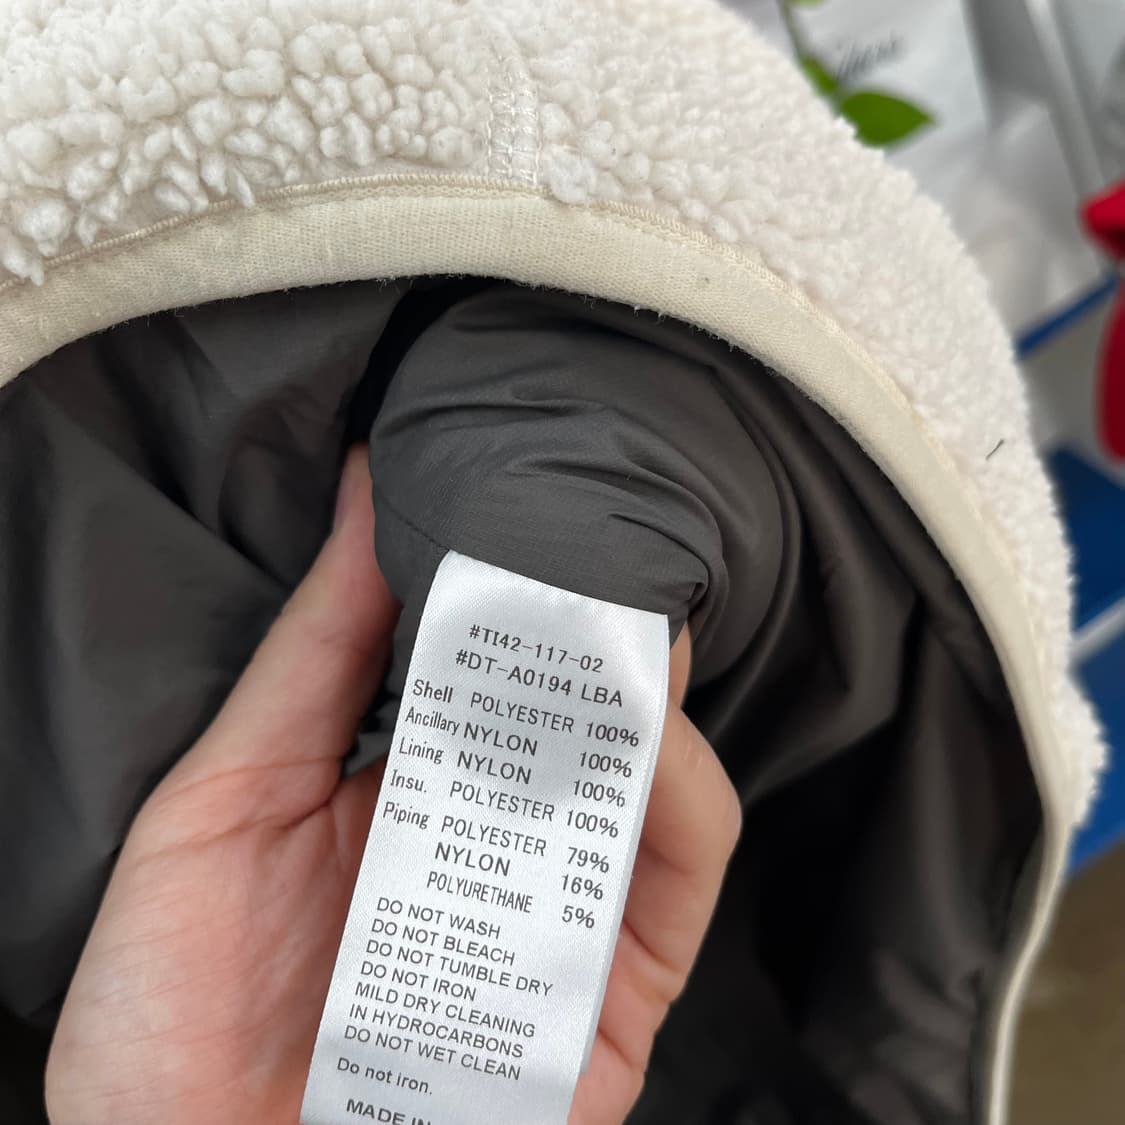 #TI42-117-02
#DT-A0194 LBA
Shell POLYESTER 100%
Ancillary NYLON 100%
Lining NYLON 100%
Insu. POLYESTER 100%
Piping POLYESTER 79%
NYLON 16%
POLYURETHANE 5%
DO NOT WASH
DO NOT BLEACH
DO NOT TUMBLE DRY
DO NOT IRON
MILD DRY CLEANING
IN HYDROCARBONS
DO NOT WET CLEAN
Do not iron.
MADE IN